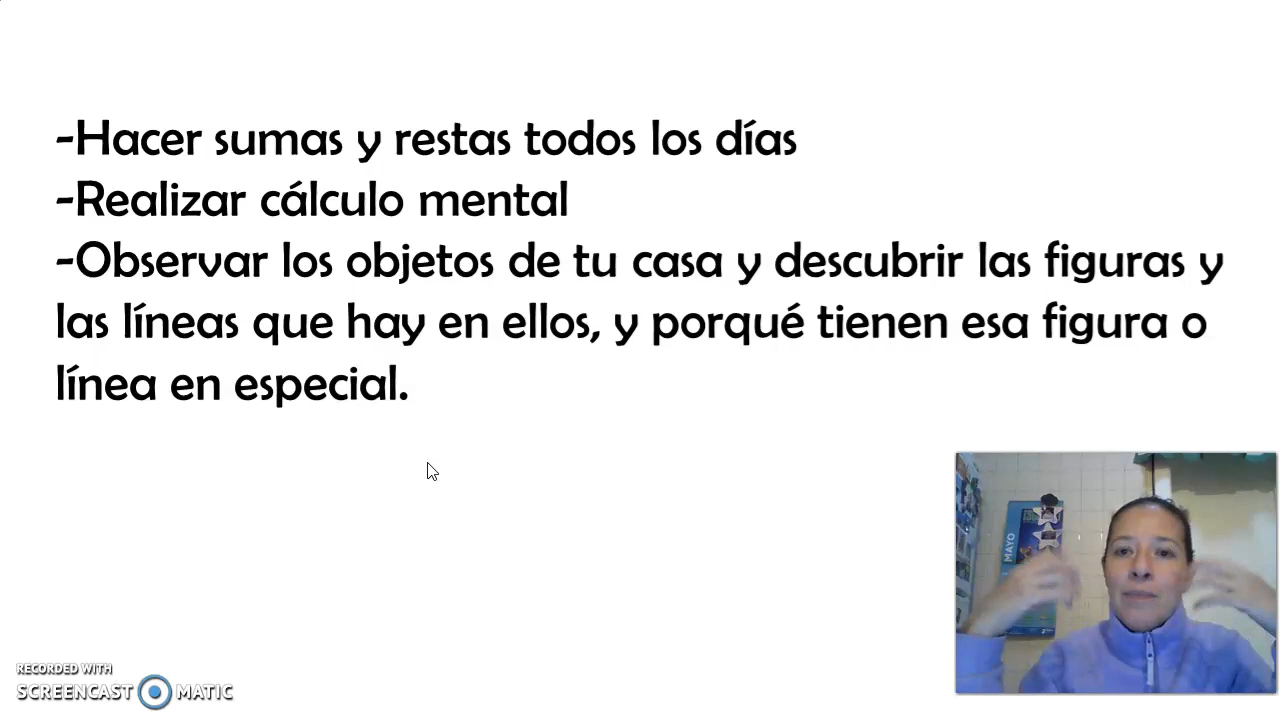 -Hacer sumas y restas todos los días
-Realizar cálculo mental
-Observar los objetos de tu casa y descubrir las figuras y
las líneas que hay en ellos, y porqué tienen esa figura o
línea en especial.
MAYO
RECORDED WITH
SCREENCAST MATIC